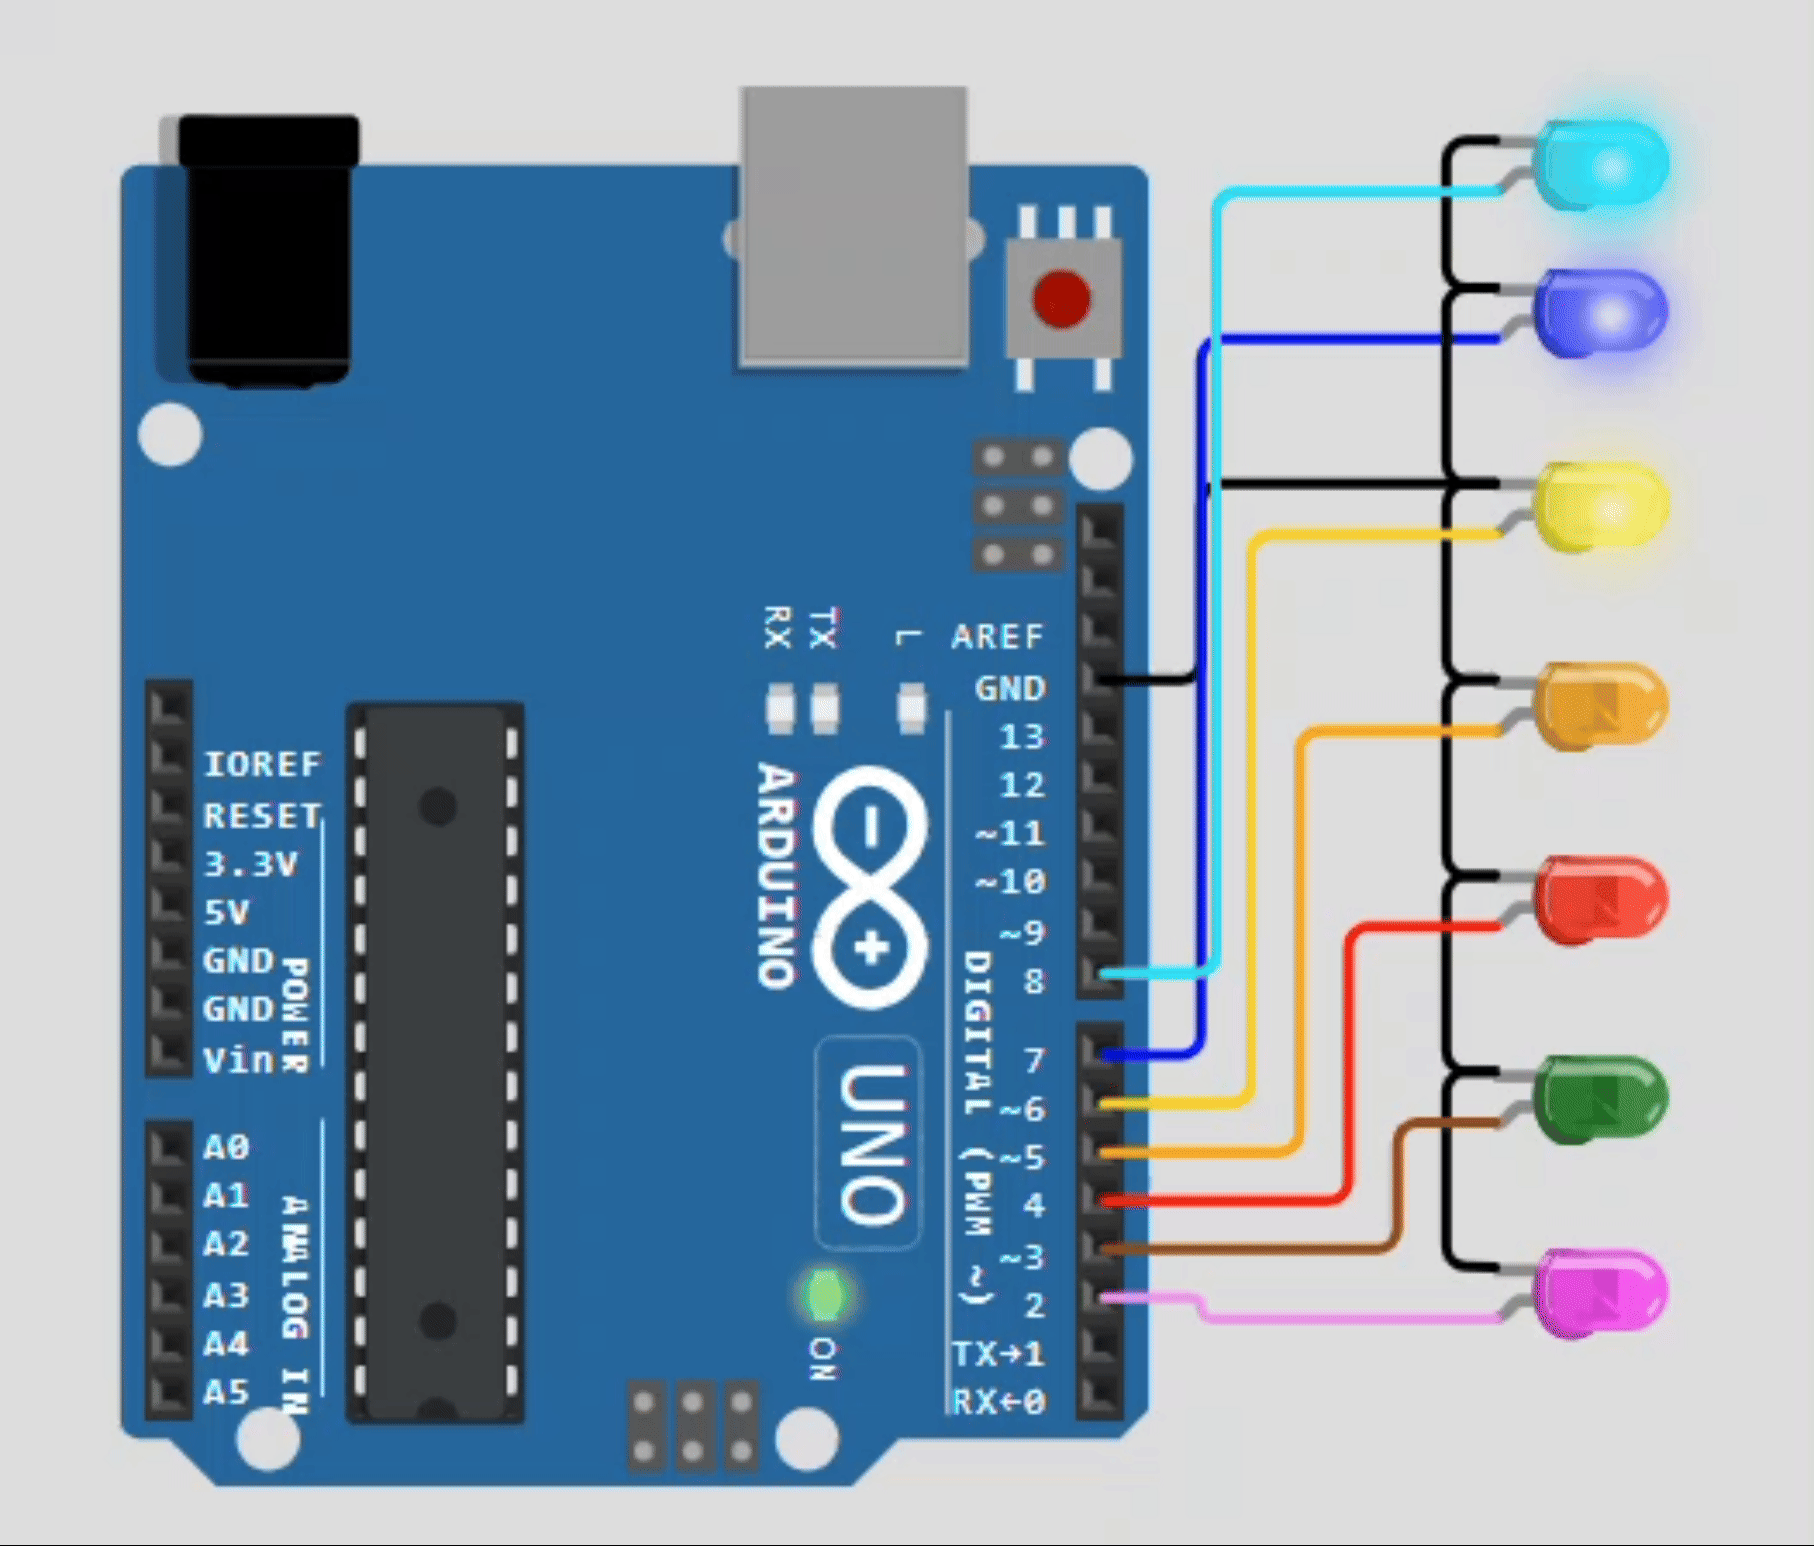 RX
TX
L
AREF
GND
13
12
~11
~10
~9
8
7
~6
~5
4
~3
2
TX→1
RX←0
DIGITAL (PWM ~)
ARDUINO
UNO
ON
IOREF
RESET
3.3V
5V
GND
GND
Vin
POWER
A0
A1
A2
A3
A4
A5
ANALOG IN